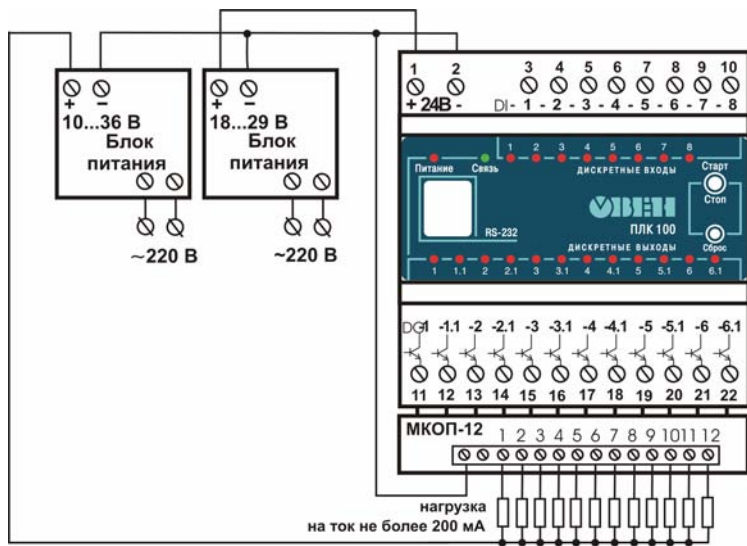 + −
10...36 В
Блок
питания
~220 В
+ −
18...29 В
Блок
питания
~220 В
1 2 3 4 5 6 7 8 9 10
+ 24В - DI - 1 - 2 - 3 - 4 - 5 - 6 - 7 - 8
1 2 3 4 5 6 7 8
Питание Связь
ДИСКРЕТНЫЕ ВХОДЫ
Старт
Стоп
ОВЕН
ПЛК 100
RS-232
ДИСКРЕТНЫЕ ВЫХОДЫ
Сброс
1 1.1 2 2.1 3 3.1 4 4.1 5 5.1 6 6.1
DO-1 -1.1 -2 -2.1 -3 -3.1 -4 -4.1 -5 -5.1 -6 -6.1
11 12 13 14 15 16 17 18 19 20 21 22
МКОП-12
1 2 3 4 5 6 7 8 9 10 11 12
нагрузка
на ток не более 200 мА